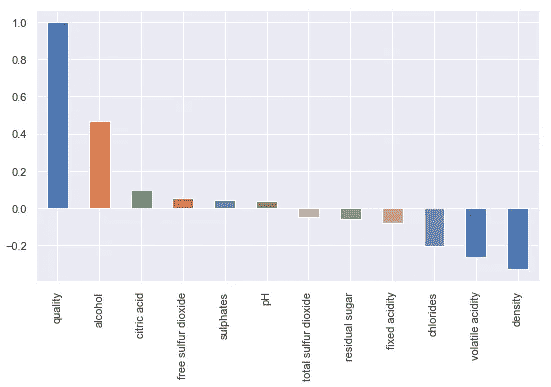 1.0
0.8
0.6
0.4
0.2
0.0
−0.2
quality
alcohol
citric acid
free sulfur dioxide
sulphates
pH
total sulfur dioxide
residual sugar
fixed acidity
chlorides
volatile acidity
density